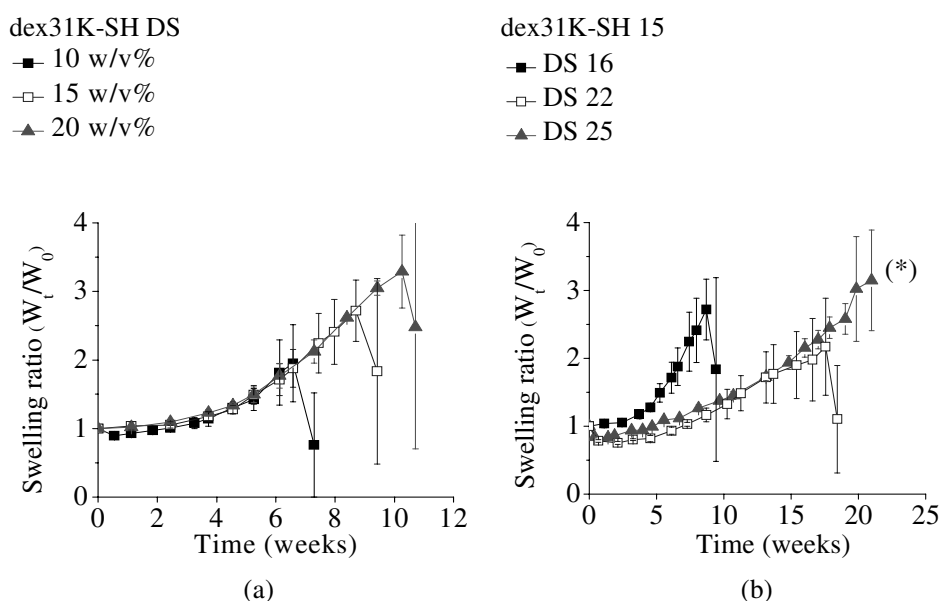 dex31K-SH DS
10 w/v%
15 w/v%
20 w/v%
4
3
2
1
0
Swelling ratio (Wt/W0)
0 2 4 6 8 10 12
Time (weeks)
(a)
dex31K-SH 15
DS 16
DS 22
DS 25
4
3
2
1
0
Swelling ratio (Wt/W0)
(*)
0 5 10 15 20 25
Time (weeks)
(b)